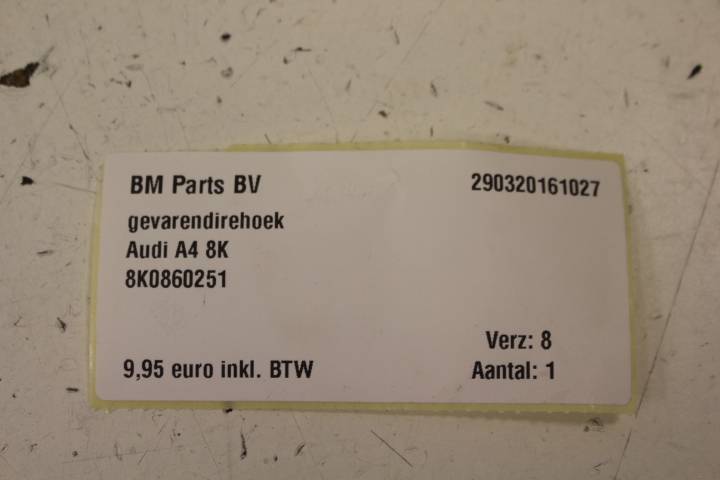 BM Parts BV 290320161027
gevarendirehoek
Audi A4 8K
8K0860251
Verz: 8
9,95 euro inkl. BTW Aantal: 1